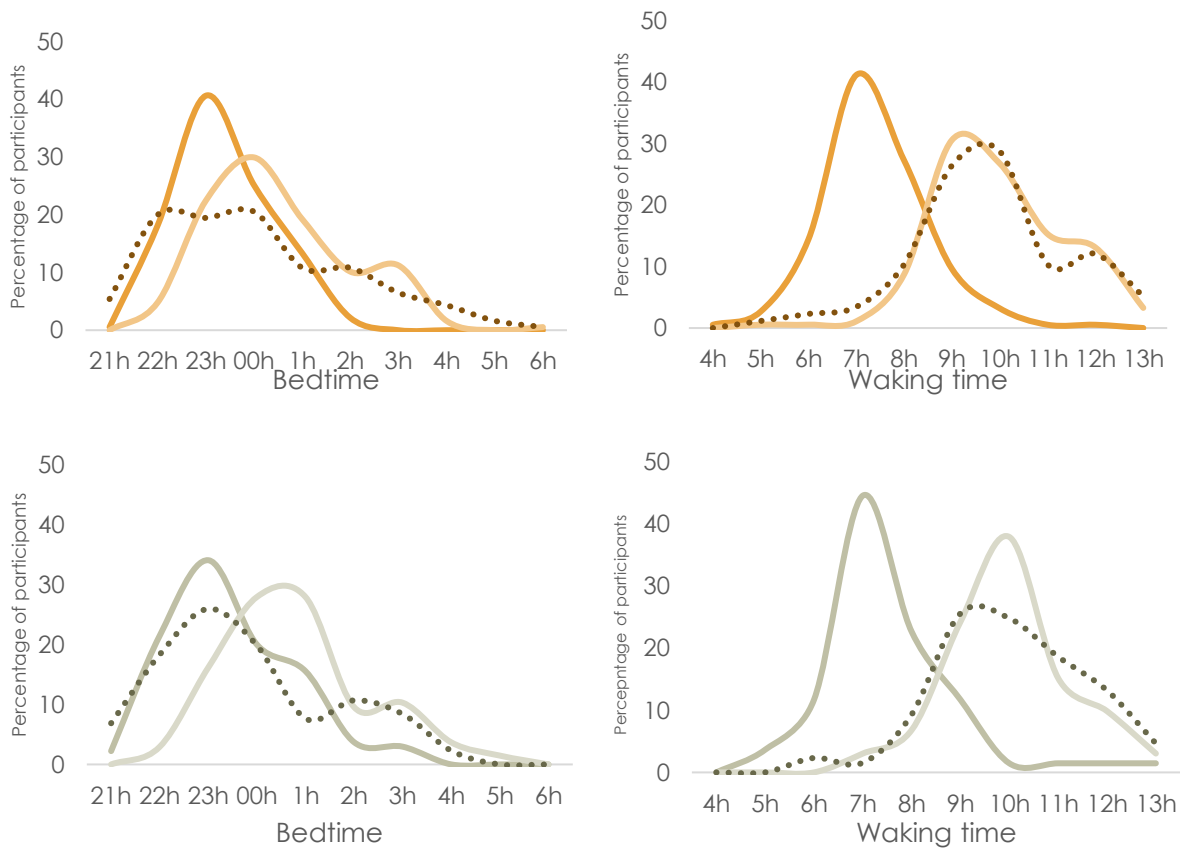 Percentage of participants
50
40
30
20
10
0
21h 22h 23h 00h 1h 2h 3h 4h 5h 6h
Bedtime
Percentage of participants
50
40
30
20
10
0
4h 5h 6h 7h 8h 9h 10h 11h 12h 13h
Waking time
Percentage of participants
50
40
30
20
10
0
21h 22h 23h 00h 1h 2h 3h 4h 5h 6h
Bedtime
Percepntage of participants
50
40
30
20
10
0
4h 5h 6h 7h 8h 9h 10h 11h 12h 13h
Waking time